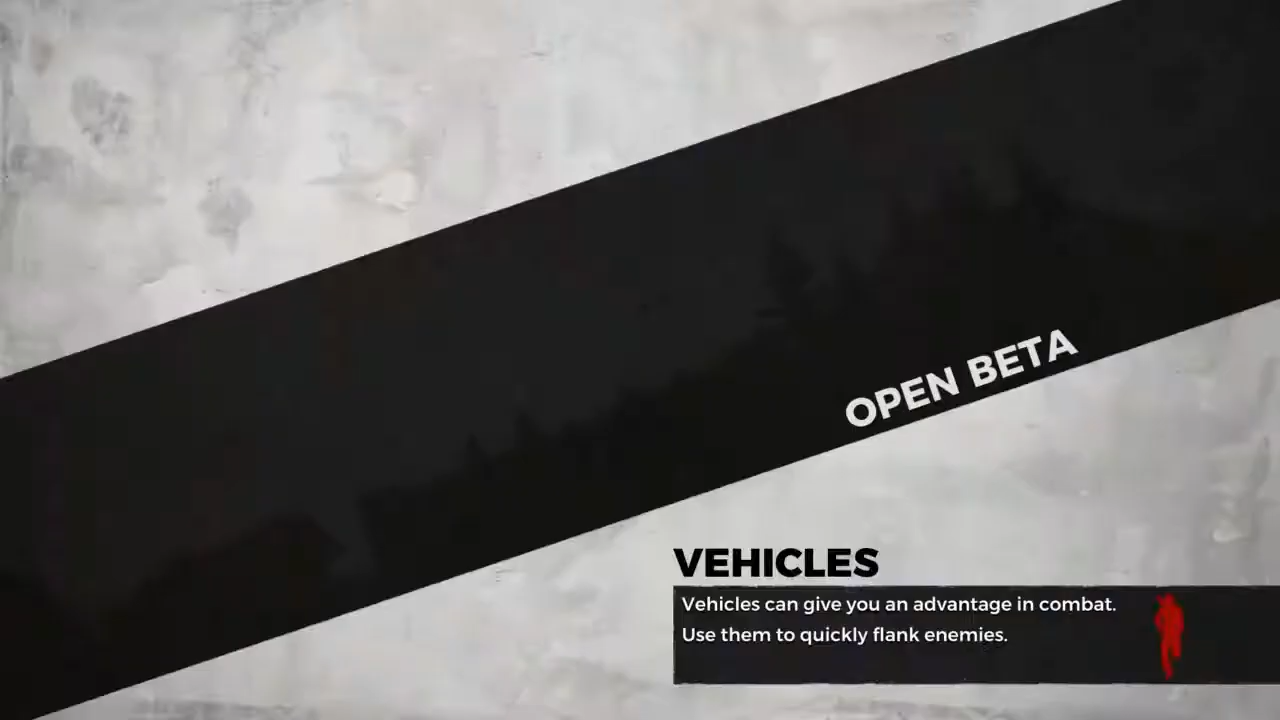 OPEN BETA
VEHICLES
Vehicles can give you an advantage in combat.
Use them to quickly flank enemies.